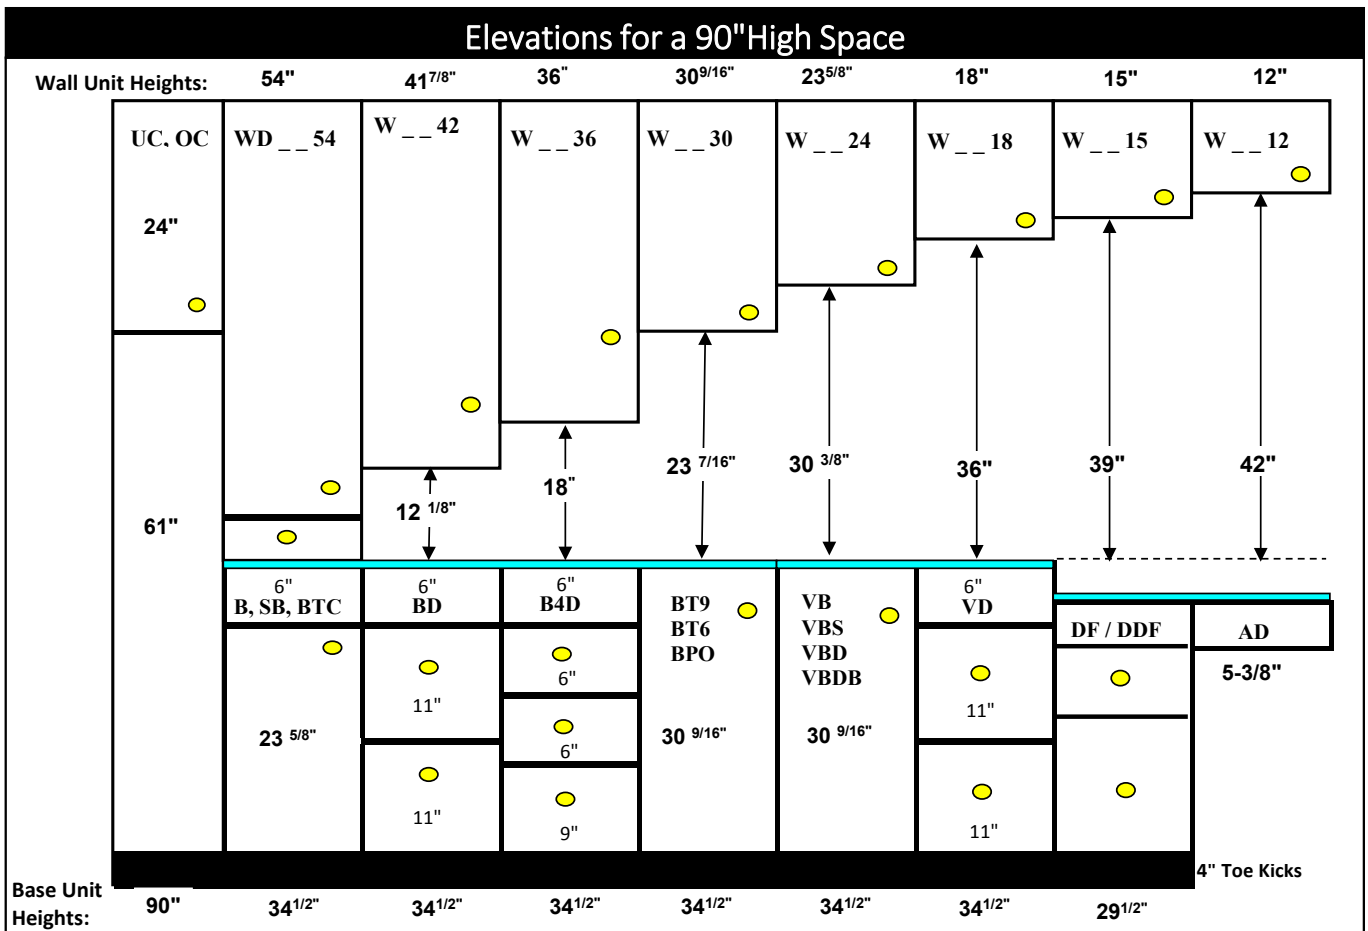 Elevations for a 90"High Space
Wall Unit Heights: 54" 41 7/8" 36" 30 9/16" 23 5/8" 18" 15" 12"
UC, OC WD _ _ 54 W _ _ 42 W _ _ 36 W _ _ 30 W _ _ 24 W _ _ 18 W _ _ 15 W _ _ 12
24"
23 7/16" 30 3/8" 36" 39" 42"
18"
12 1/8"
61"
6" 6" 6" 6"
B, SB, BTC BD B4D BT9 VB VD
BT6 VBS DF / DDF AD
BPO VBD
VBDB
5-3/8"
6"
11" 11"
23 5/8" 30 9/16" 30 9/16"
6"
11" 9" 11"
4" Toe Kicks
Base Unit
Heights: 90" 34 1/2" 34 1/2" 34 1/2" 34 1/2" 34 1/2" 34 1/2" 29 1/2"